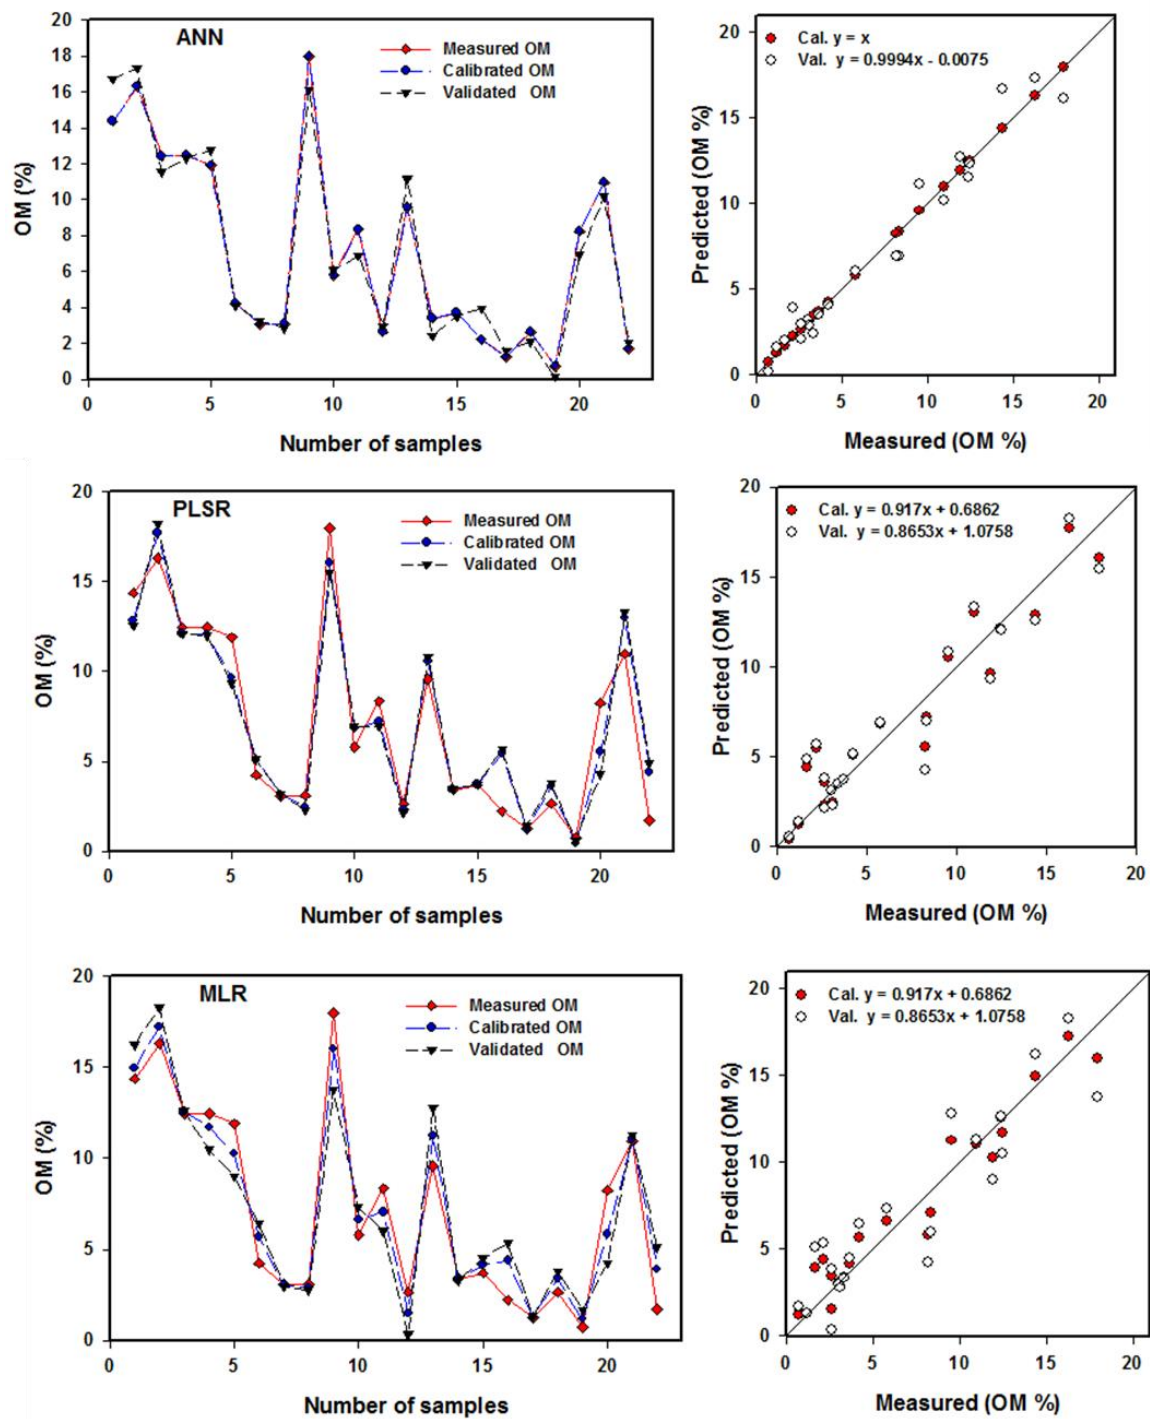 ANN
Measured OM
Calibrated OM
Validated OM
OM (%)
20
18
16
14
12
10
8
6
4
2
0
0 5 10 15 20
Number of samples
Cal. y = x
Val. y = 0.9994x - 0.0075
Predicted (OM %)
20
15
10
5
0
0 5 10 15 20
Measured (OM %)
PLSR
Measured OM
Calibrated OM
Validated OM
OM (%)
20
15
10
5
0
0 5 10 15 20
Number of samples
Cal. y = 0.917x + 0.6862
Val. y = 0.8653x + 1.0758
Predicted (OM %)
20
15
10
5
0
0 5 10 15 20
Measured (OM %)
MLR
Measured OM
Calibrated OM
Validated OM
OM (%)
20
15
10
5
0
0 5 10 15 20
Number of samples
Cal. y = 0.917x + 0.6862
Val. y = 0.8653x + 1.0758
Predicted (OM %)
20
15
10
5
0
0 5 10 15 20
Measured (OM %)